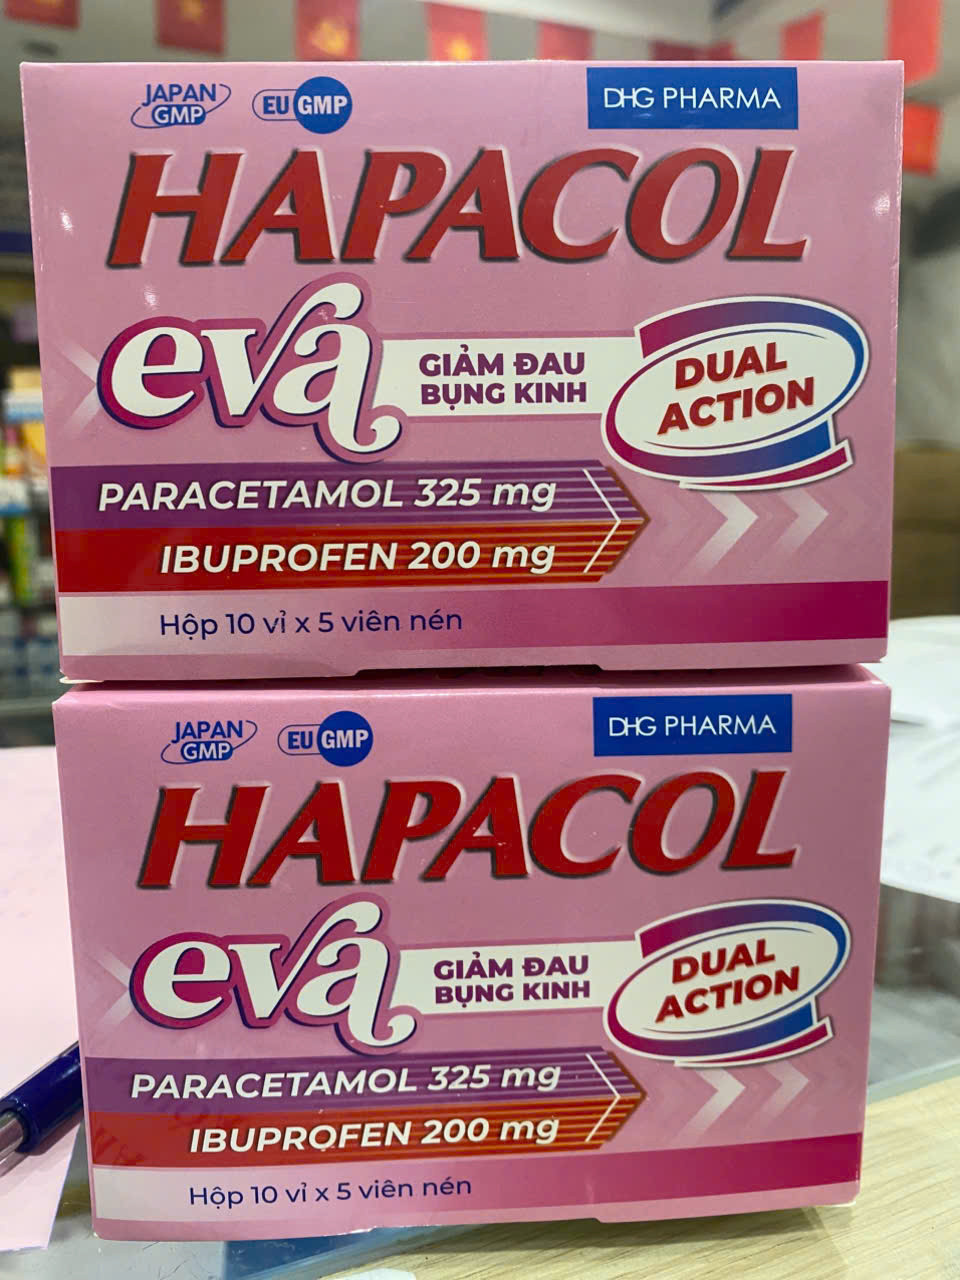 JAPAN
GMP
EU GMP
DHG PHARMA
HAPACOL
eva
GIẢM ĐAU
BỤNG KINH
DUAL
ACTION
PARACETAMOL 325 mg
IBUPROFEN 200 mg
Hộp 10 vỉ x 5 viên nén
JAPAN
GMP
EU GMP
DHG PHARMA
HAPACOL
eva
GIẢM ĐAU
BỤNG KINH
DUAL
ACTION
PARACETAMOL 325 mg
IBUPROFEN 200 mg
Hộp 10 vỉ x 5 viên nén